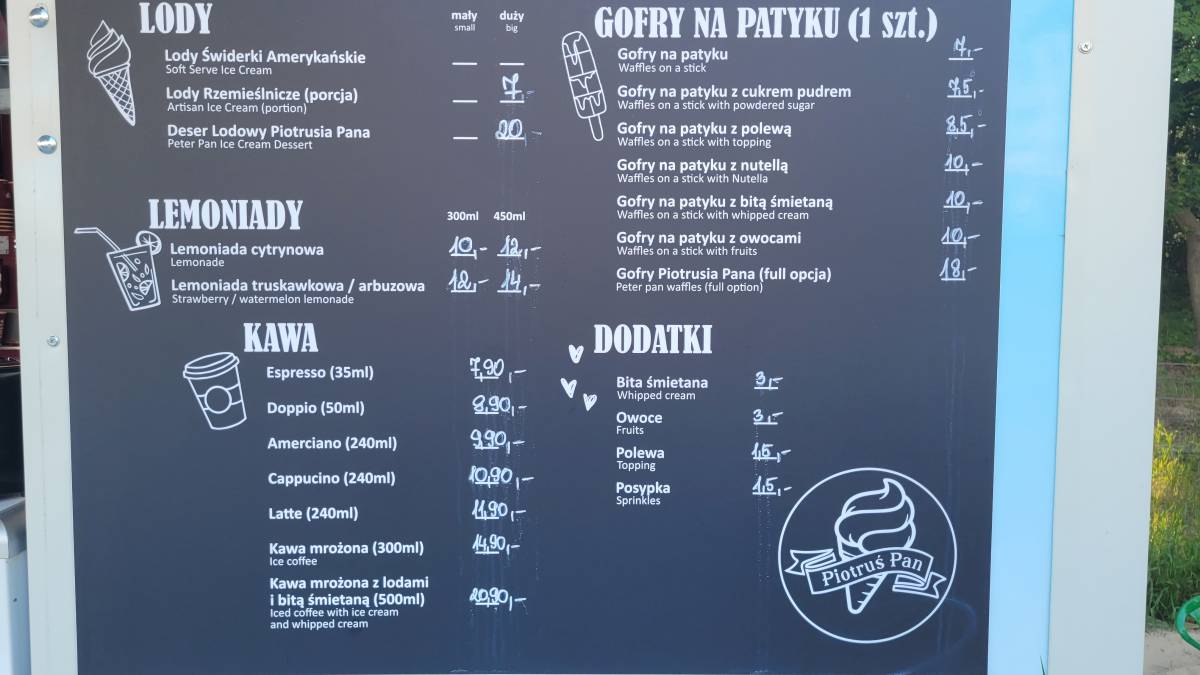 LODY
mały duży
small big
Lody Świderki Amerykańskie — —
Soft Serve Ice Cream
Lody Rzemieślnicze (porcja) — 7,-
Artisan Ice Cream (portion)
Deser Lodowy Piotrusia Pana — 20,-
Peter Pan Ice Cream Dessert
LEMONIADY
300ml 450ml
Lemoniada cytrynowa 10,- 12,-
Lemonade
Lemoniada truskawkowa / arbuzowa 12,- 14,-
Strawberry / watermelon lemonade
KAWA
Espresso (35ml) 7,90,-
Doppio (50ml) 8,90,-
Amerciano (240ml) 9,90,-
Cappucino (240ml) 10,90,-
Latte (240ml) 11,90,-
Kawa mrożona (300ml) 14,90,-
Ice coffee
Kawa mrożona z lodami
i bitą śmietaną (500ml) 20,90,-
Iced coffee with ice cream
and whipped cream
GOFRY NA PATYKU (1 szt.)
Gofry na patyku 7,-
Waffles on a stick
Gofry na patyku z cukrem pudrem 7,5,-
Waffles on a stick with powdered sugar
Gofry na patyku z polewą 8,5,-
Waffles on a stick with topping
Gofry na patyku z nutellą 10,-
Waffles on a stick with Nutella
Gofry na patyku z bitą śmietaną 10,-
Waffles on a stick with whipped cream
Gofry na patyku z owocami 10,-
Waffles on a stick with fruits
Gofry Piotrusia Pana (full opcja) 18,-
Peter pan waffles (full option)
DODATKI
Bita śmietana 3,-
Whipped cream
Owoce 3,-
Fruits
Polewa 1,5,-
Topping
Posypka 1,5,-
Sprinkles
Piotruś Pan